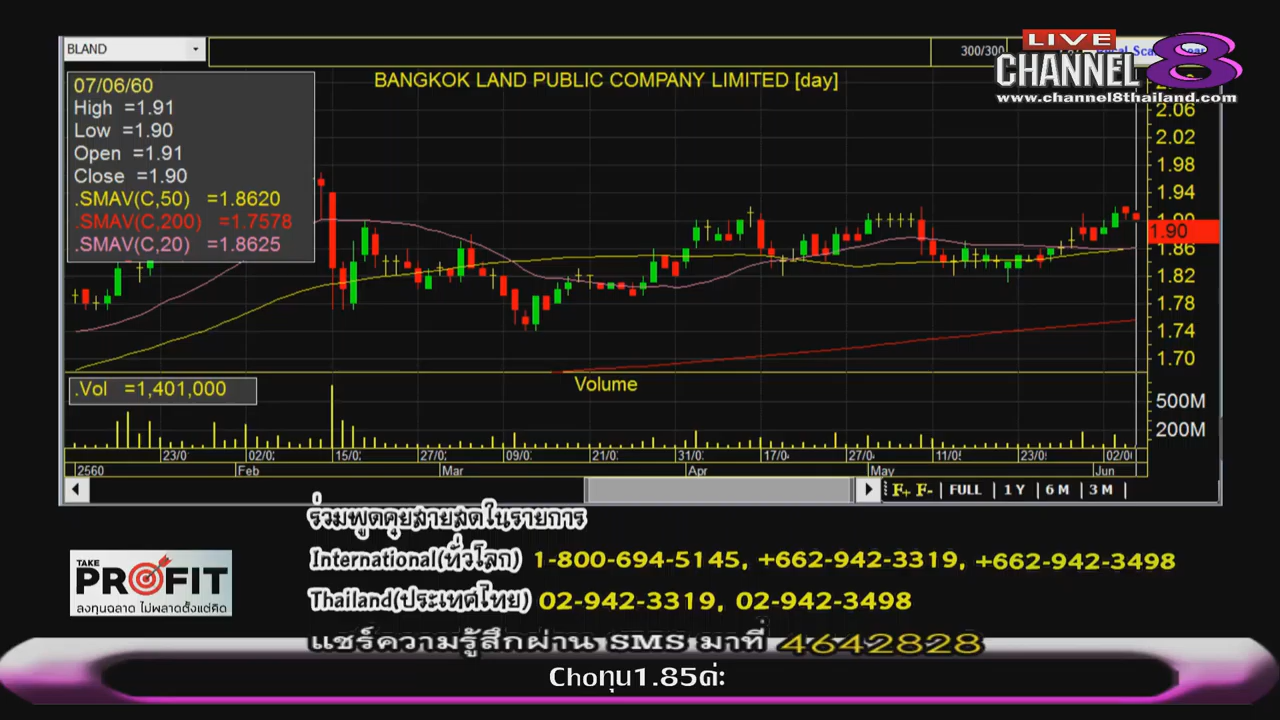 BLAND
300/300
LIVE
CHANNEL 8
www.channel8thailand.com
BANGKOK LAND PUBLIC COMPANY LIMITED [day]
07/06/60
High =1.91
Low =1.90
Open =1.91
Close =1.90
.SMAV(C,50) =1.8620
.SMAV(C,200) =1.7578
.SMAV(C,20) =1.8625
2.06
2.02
1.98
1.94
1.90
1.90
1.86
1.82
1.78
1.74
1.70
.Vol =1,401,000
Volume
500M
200M
23/0 02/0 15/0 27/0 09/0 21/0 31/0 17/0 27/0 11/0 23/0 02/0
2560 Feb Mar Apr May Jun
F+ F- | FULL | 1 Y | 6 M | 3 M |
ร่วมพูดคุยสายสดในรายการ
International(ทั่วโลก) 1-800-694-5145, +662-942-3319, +662-942-3498
Thailand(ประเทศไทย) 02-942-3319, 02-942-3498
แชร์ความรู้สึกผ่าน SMS มาที่ 4642828
TAKE
PROFIT
ลงทุนฉลาด ไม่พลาดตั้งแต่คิด
Choทุน1.85ค่ะ